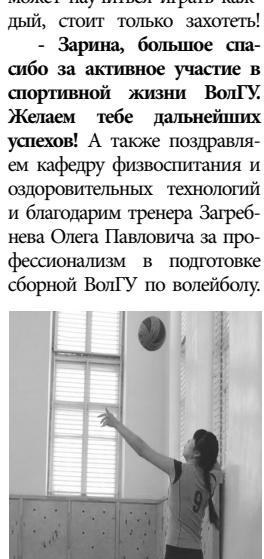 может научиться играть каж-
дый, стоит только захотеть!
- Зарина, большое спа-
сибо за активное участие в
спортивной жизни ВолГУ.
Желаем тебе дальнейших
успехов! А также поздравля-
ем кафедру физвоспитания и
оздоровительных технологий
и благодарим тренера Загреб-
нева Олега Павловича за про-
фессионализм в подготовке
сборной ВолГУ по волейболу.
9